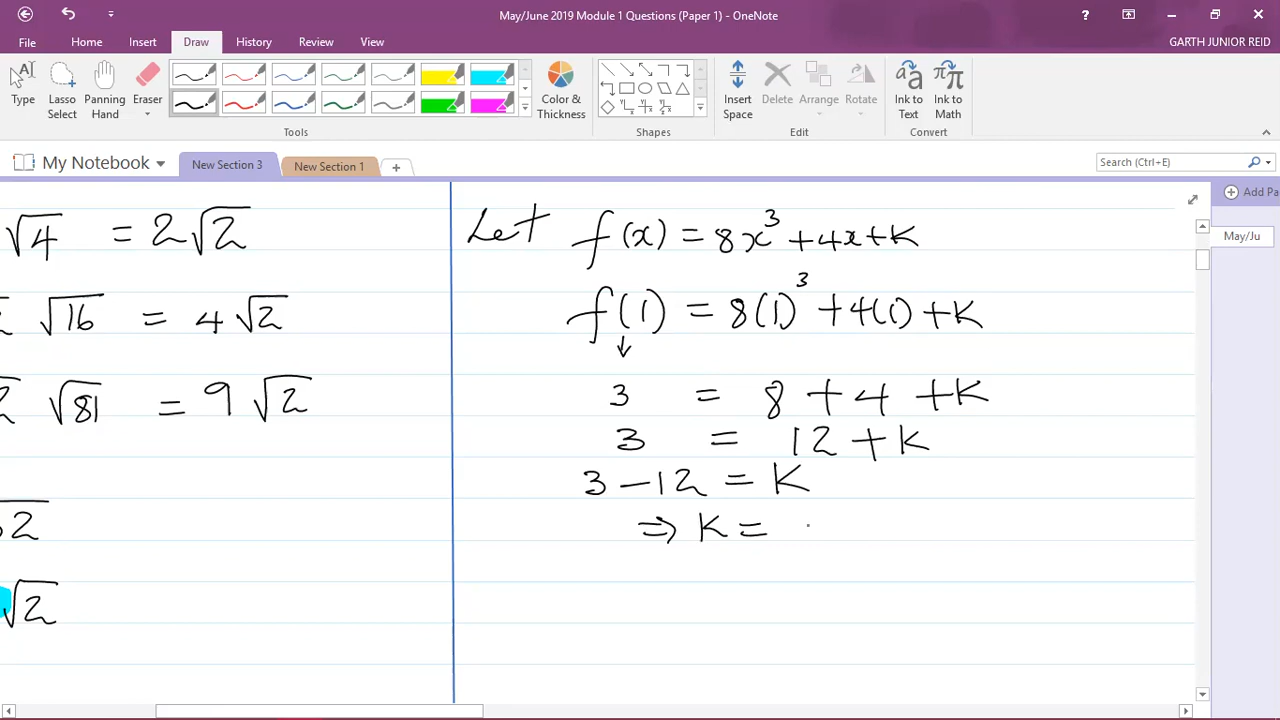 May/June 2019 Module 1 Questions (Paper 1) - OneNote
File Home Insert Draw History Review View
GARTH JUNIOR REID
Type
Lasso Select
Panning Hand
Eraser
Color & Thickness
Insert Space
Delete
Arrange
Rotate
Ink to Text
Ink to Math
Tools
Shapes
Edit
Convert
My Notebook
New Section 3
New Section 1
Search (Ctrl+E)
Add Pa
May/Ju
√4 = 2√2
√16 = 4√2
2 √81 = 9√2
2
√2
Let f(x) = 8x³ + 4x + K
f(1) = 8(1)³ + 4(1) + K
↓
3 = 8 + 4 + K
3 = 12 + K
3 - 12 = K
⇒ K =